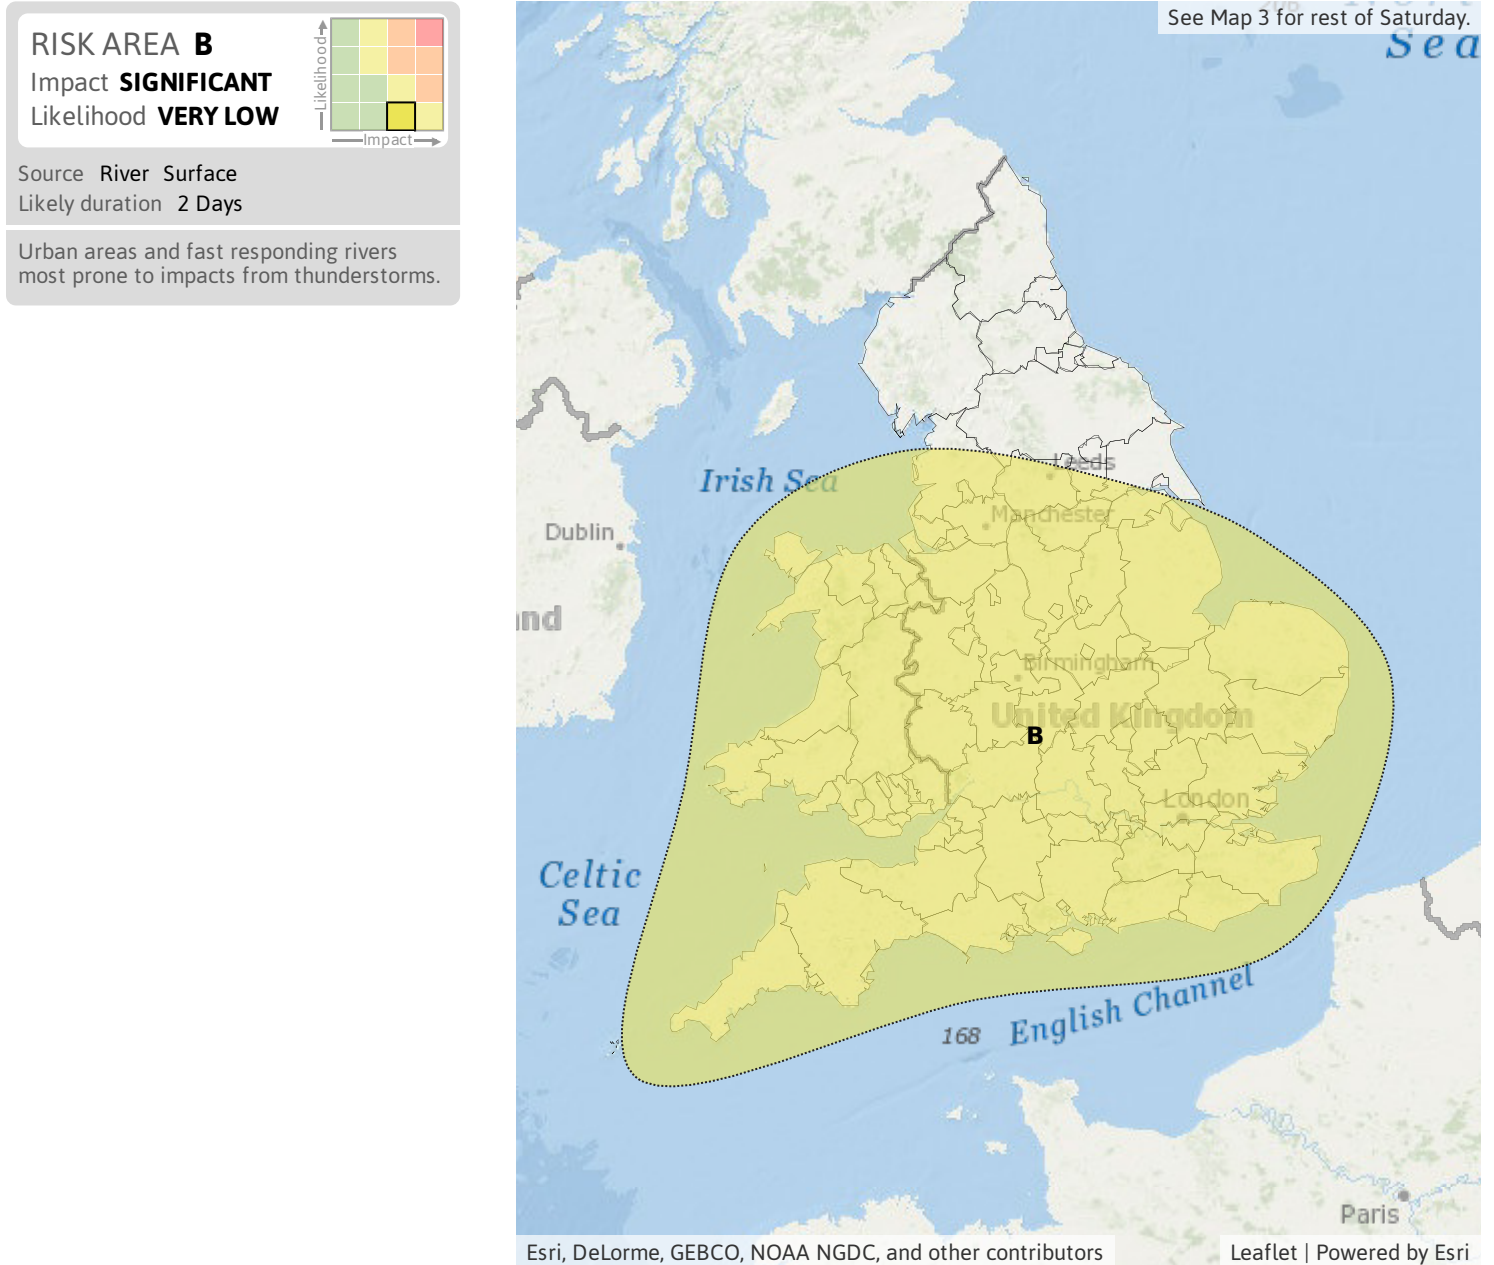 RISK AREA B
Impact SIGNIFICANT
Likelihood VERY LOW
Likelihood
Impact
Source River Surface
Likely duration 2 Days
Urban areas and fast responding rivers
most prone to impacts from thunderstorms.
See Map 3 for rest of Saturday.
Sea
Leeds
Irish Sea
Manchester
Dublin
and
Birmingham
United Kingdom
B
London
Celtic
Sea
English Channel
168
Paris
Esri, DeLorme, GEBCO, NOAA NGDC, and other contributors
Leaflet | Powered by Esri